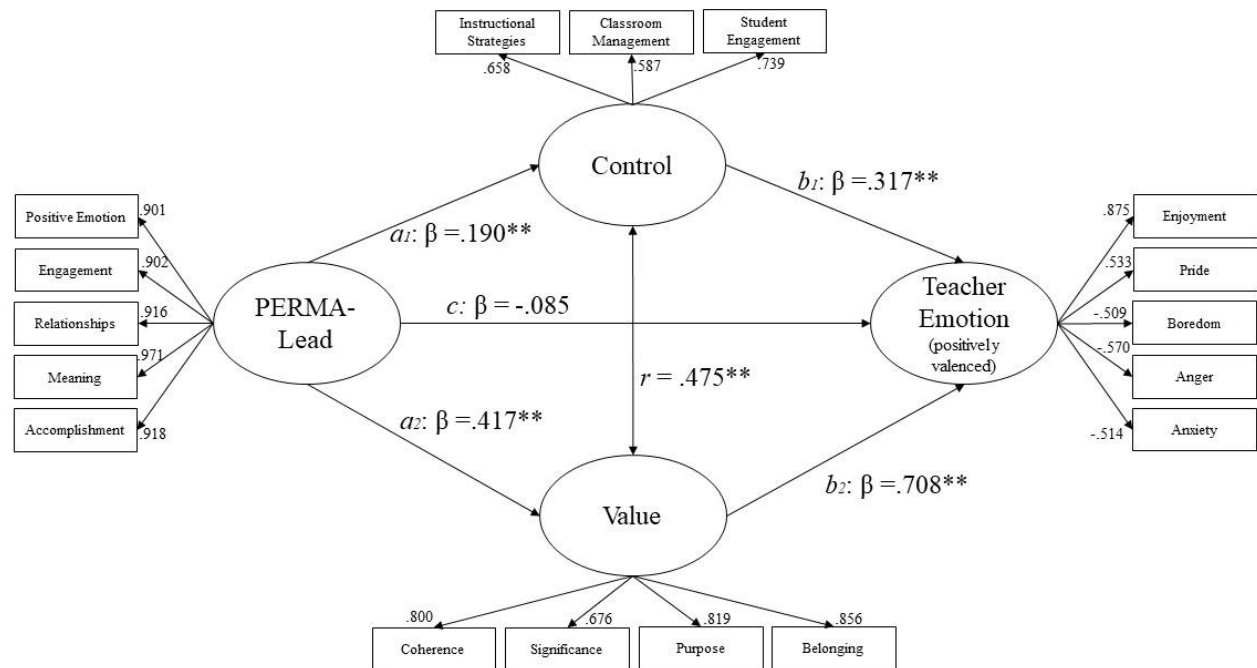 Instructional
Strategies
Classroom
Management
Student
Engagement
.658
.587
.739
Control
b1: β =.317**
a1: β =.190**
Positive Emotion
.901
Engagement
.902
Relationships
.916
Meaning
.971
Accomplishment
.918
PERMA-
Lead
c: β = -.085
r = .475**
Teacher
Emotion
(positively
valenced)
.875
Enjoyment
.533
Pride
-.509
Boredom
-.570
Anger
-.514
Anxiety
a2: β =.417**
b2: β =.708**
Value
.800
.676
.819
.856
Coherence
Significance
Purpose
Belonging